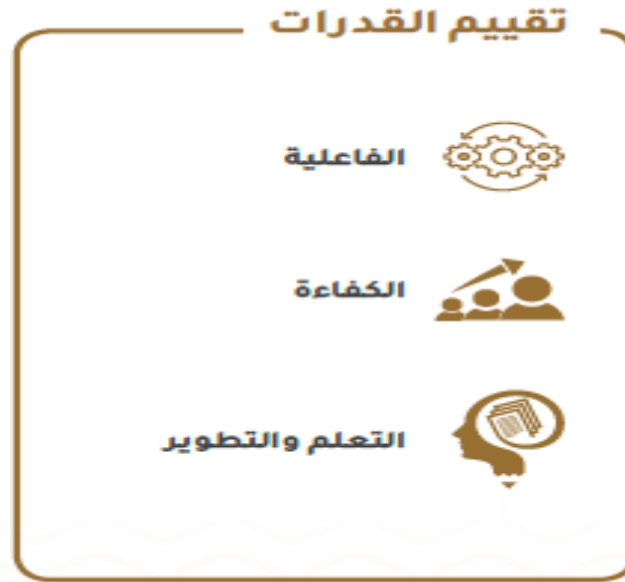 تقييم القدرات
الفاعلية
الكفاءة
التعلم والتطوير